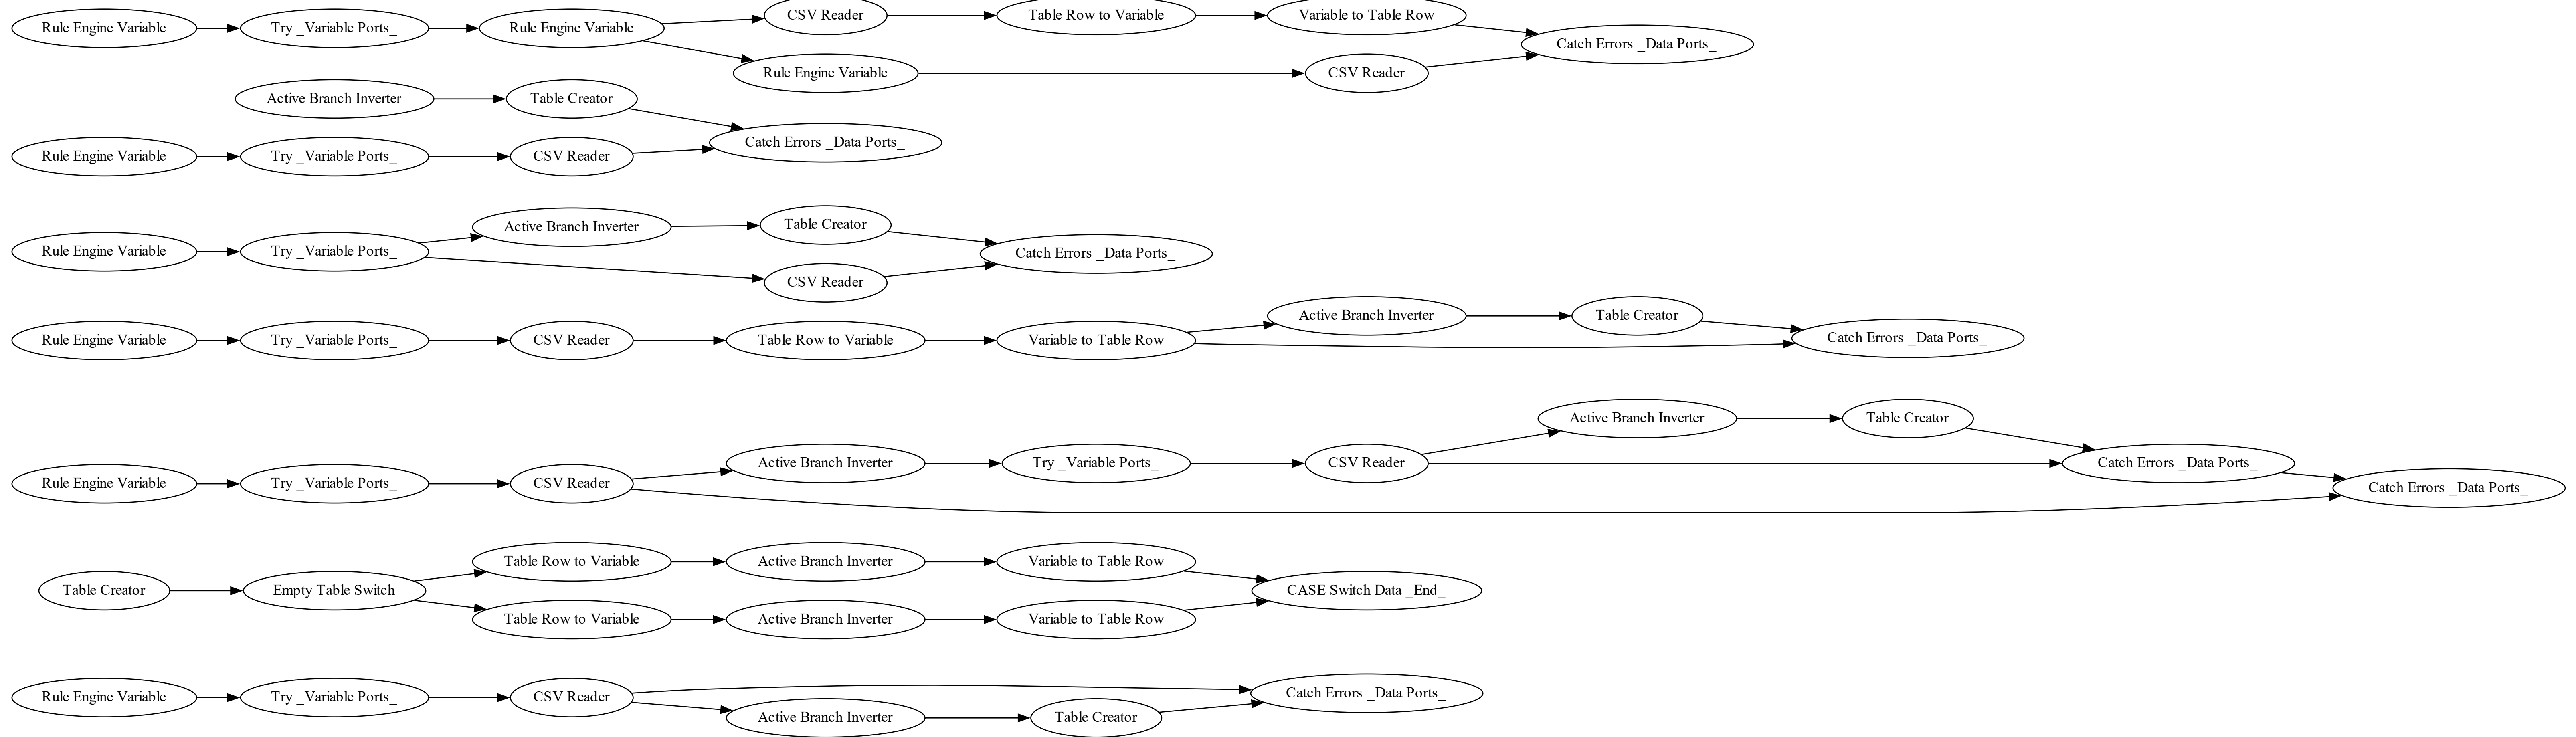 Rule Engine Variable
Try _Variable Ports_
Rule Engine Variable
CSV Reader
Table Row to Variable
Variable to Table Row
Rule Engine Variable
CSV Reader
Catch Errors _Data Ports_
Active Branch Inverter
Table Creator
Rule Engine Variable
Try _Variable Ports_
CSV Reader
Catch Errors _Data Ports_
Rule Engine Variable
Try _Variable Ports_
Active Branch Inverter
Table Creator
CSV Reader
Catch Errors _Data Ports_
Rule Engine Variable
Try _Variable Ports_
CSV Reader
Table Row to Variable
Variable to Table Row
Active Branch Inverter
Table Creator
Catch Errors _Data Ports_
Rule Engine Variable
Try _Variable Ports_
CSV Reader
Active Branch Inverter
Try _Variable Ports_
CSV Reader
Active Branch Inverter
Table Creator
Catch Errors _Data Ports_
Catch Errors _Data Ports_
Table Creator
Empty Table Switch
Table Row to Variable
Active Branch Inverter
Variable to Table Row
Table Row to Variable
Active Branch Inverter
Variable to Table Row
CASE Switch Data _End_
Rule Engine Variable
Try _Variable Ports_
CSV Reader
Active Branch Inverter
Table Creator
Catch Errors _Data Ports_